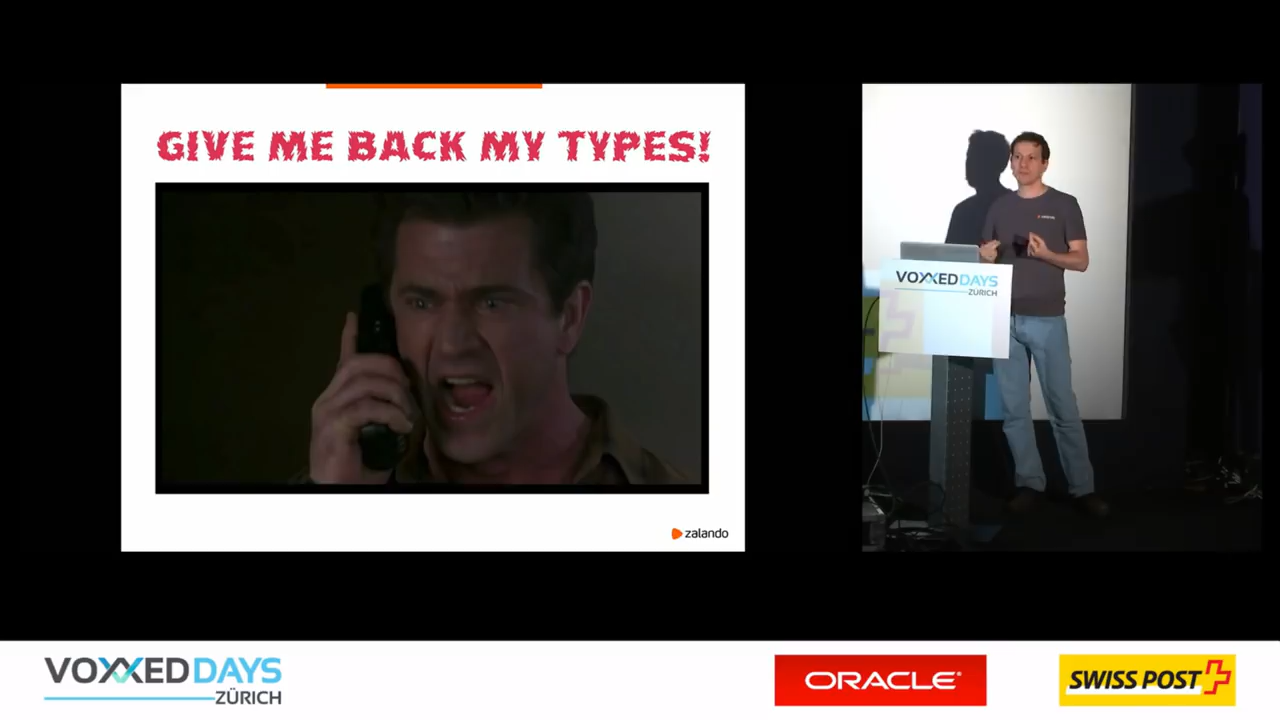 GIVE ME BACK MY TYPES!
zalando
VOXXED DAYS
ZÜRICH
VOXXED DAYS
ZÜRICH
ORACLE®
SWISS POST